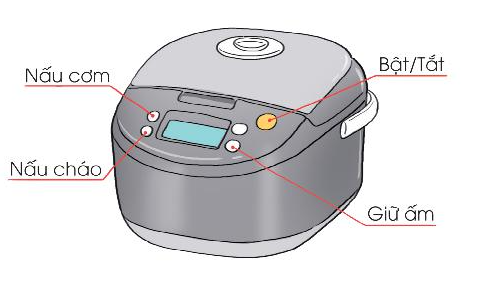 Bật/Tắt
Nấu cơm
Nấu cháo
Giữ ấm